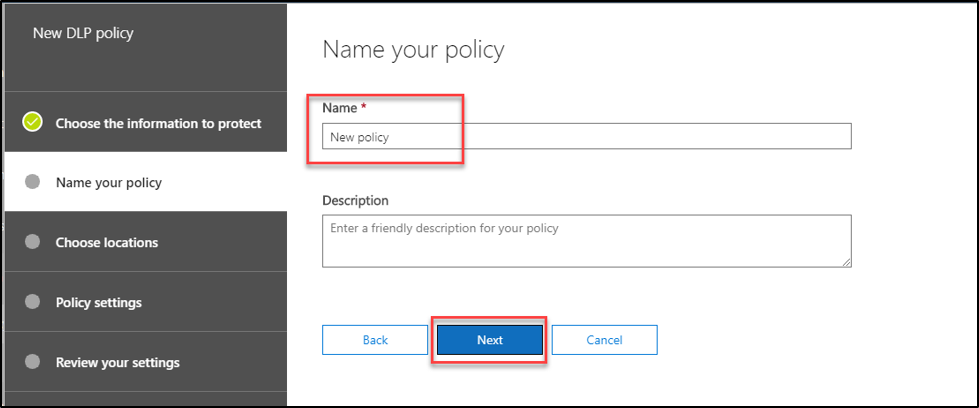 New DLP policy
Choose the information to protect
Name your policy
Choose locations
Policy settings
Review your settings
Name your policy
Name *
New policy
Description
Enter a friendly description for your policy
Back
Next
Cancel